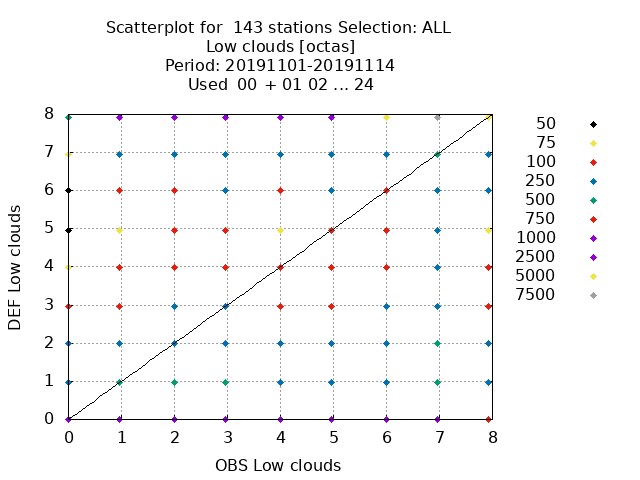 Scatterplot for  143 stations Selection: ALL
Low clouds [octas]
Period: 20191101-20191114
Used  00  + 01 02 ... 24
8
7
6
5
4
3
2
1
0
DEF Low clouds
0 1 2 3 4 5 6 7 8
OBS Low clouds
50
75
100
250
500
750
1000
2500
5000
7500